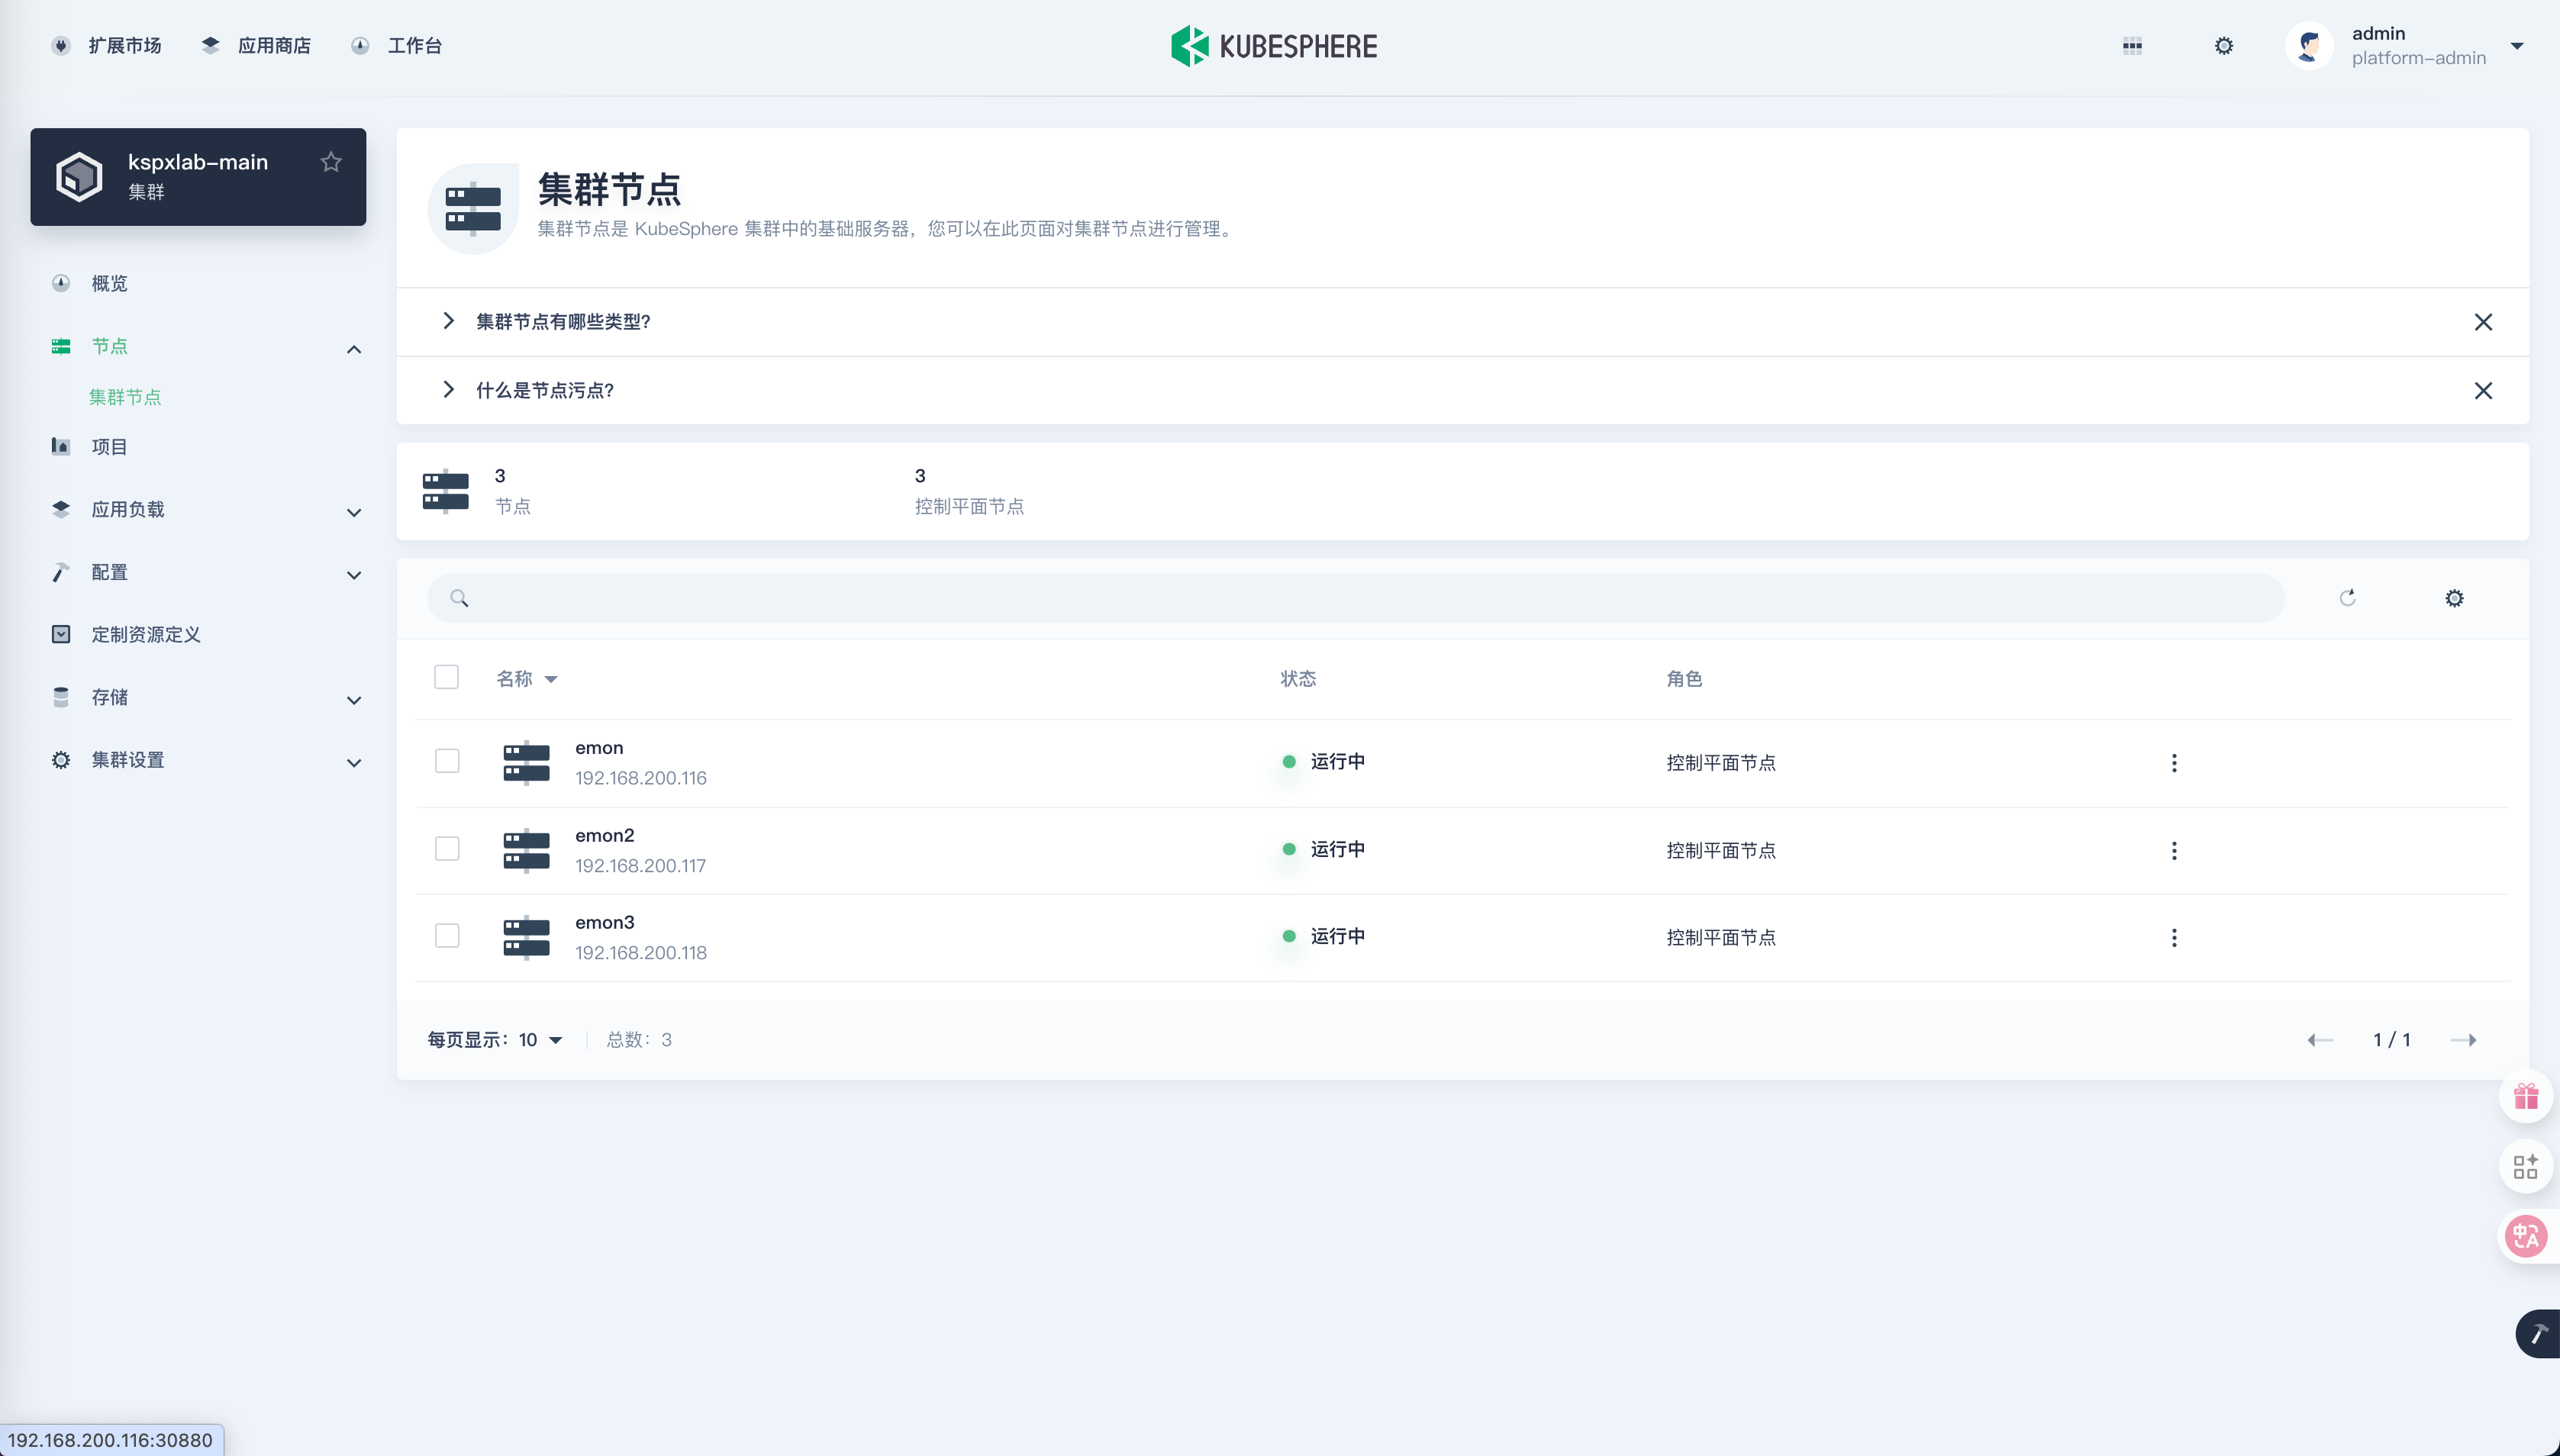 扩展市场
应用商店
工作台
KUBESPHERE
admin
platform-admin
kspxlab-main
集群
概览
节点
集群节点
项目
应用负载
配置
定制资源定义
存储
集群设置
集群节点
集群节点是 KubeSphere 集群中的基础服务器，您可以在此页面对集群节点进行管理。
集群节点有哪些类型?
什么是节点污点?
3
节点
3
控制平面节点
名称 状态 角色
emon
192.168.200.116
运行中
控制平面节点
emon2
192.168.200.117
运行中
控制平面节点
emon3
192.168.200.118
运行中
控制平面节点
每页显示：10
总数：3
1 / 1
中 A
192.168.200.116:30880